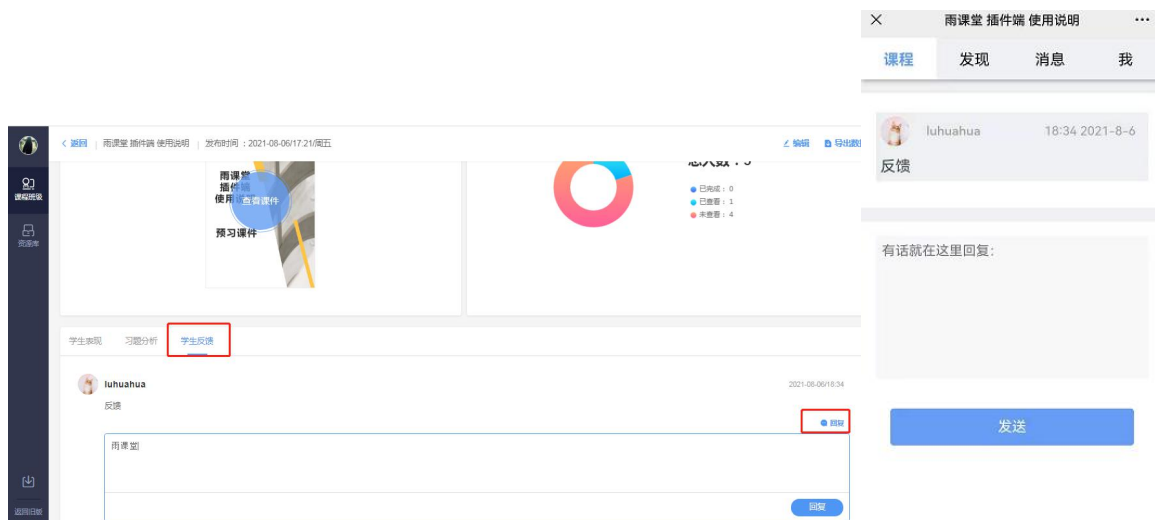 雨课堂 插件端 使用说明
课程 发现 消息 我
luhuahua 18:34 2021-8-6
反馈
有话就在这里回复：
发送
返回 | 雨课堂 插件端 使用说明 | 发布时间 ：2021-08-06/17:21/周五
编辑 导出数据
课程班级
资源库
返回旧版
雨课堂
插件端
使用说明
查看课件
预习课件
总人数：5
已完成： 0
已查看： 1
未查看： 4
学生表现 习题分析 学生反馈
luhuahua 2021-08-06/18:34
反馈
回复
雨课堂
回复